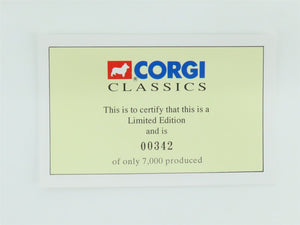 CORGI
CLASSICS
This is to certify that this is a
Limited Edition
and is
00342
of only 7,000 produced